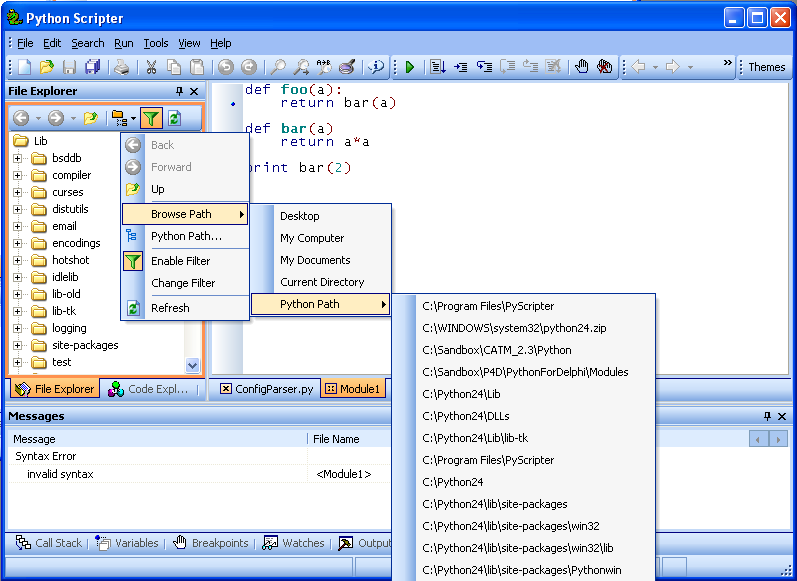 Python Scripter
File Edit Search Run Tools View Help
Themes
File Explorer
Lib
bsddb
compiler
curses
distutils
email
encodings
hotshot
idlelib
lib-old
lib-tk
logging
site-packages
test
Back
Forward
Up
Browse Path
Python Path...
Enable Filter
Change Filter
Refresh
Desktop
My Computer
My Documents
Current Directory
Python Path
C:\Program Files\PyScripter
C:\WINDOWS\system32\python24.zip
C:\Sandbox\CATM_2.3\Python
C:\Sandbox\P4D\PythonForDelphi\Modules
C:\Python24\Lib
C:\Python24\DLLs
C:\Python24\Lib\lib-tk
C:\Program Files\PyScripter
C:\Python24
C:\Python24\lib\site-packages
C:\Python24\lib\site-packages\win32
C:\Python24\lib\site-packages\win32\lib
C:\Python24\lib\site-packages\Pythonwin
def foo(a):
return bar(a)
def bar(a)
return a*a
rint bar(2)
File Explorer Code Expl...
ConfigParser.py Module1
Messages
Message File Name
Syntax Error
invalid syntax <Module1>
Call Stack Variables Breakpoints Watches Output